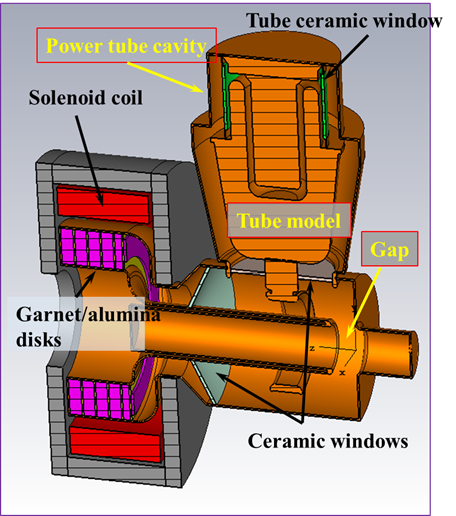 Tube ceramic window
Power tube cavity
Solenoid coil
Tube model
Gap
Garnet/alumina
disks
z
x
Ceramic windows